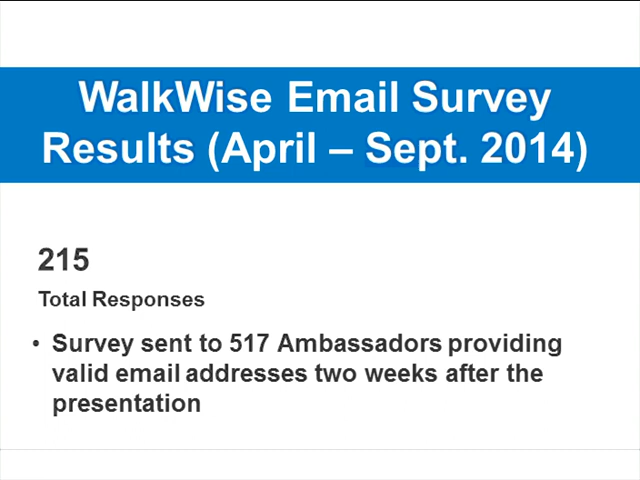 WalkWise Email Survey
Results (April – Sept. 2014)
215
Total Responses
• Survey sent to 517 Ambassadors providing
valid email addresses two weeks after the
presentation